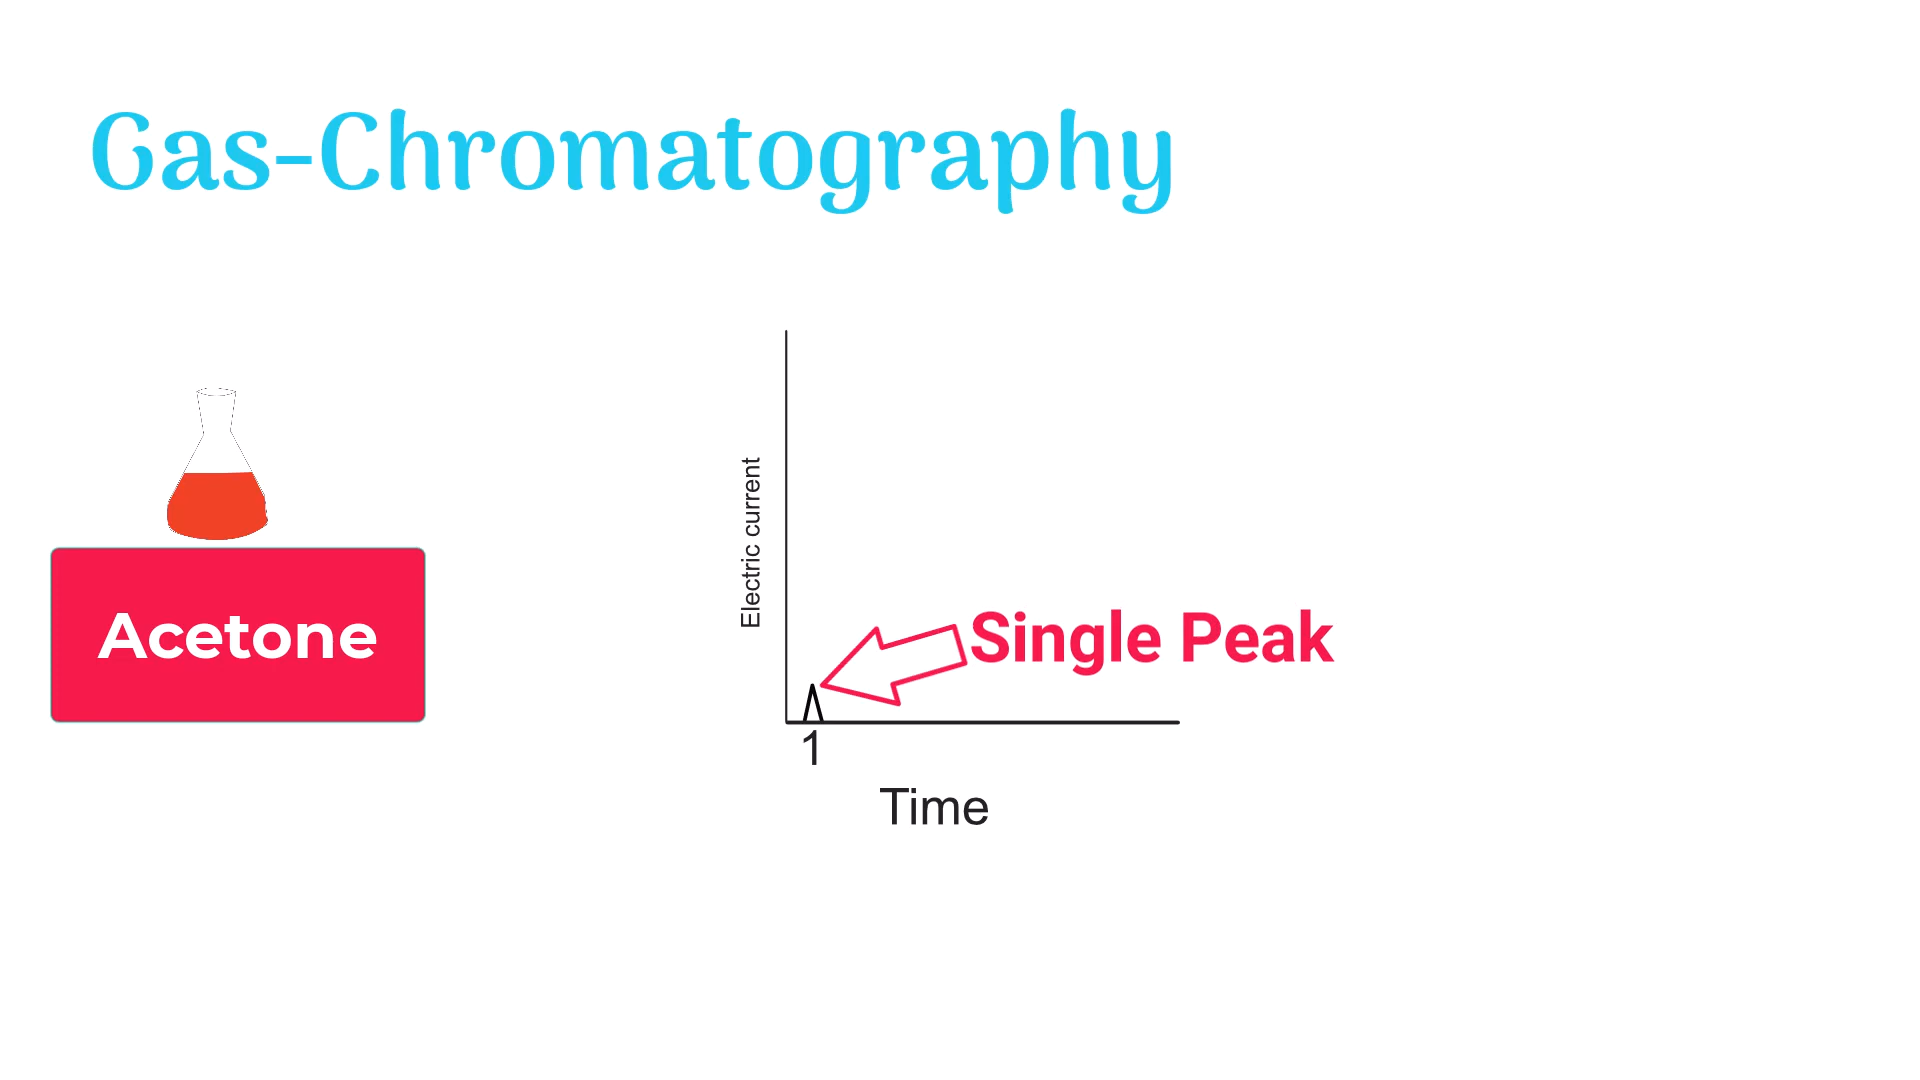 Gas-Chromatography
Acetone
Electric current
Single Peak
1
Time